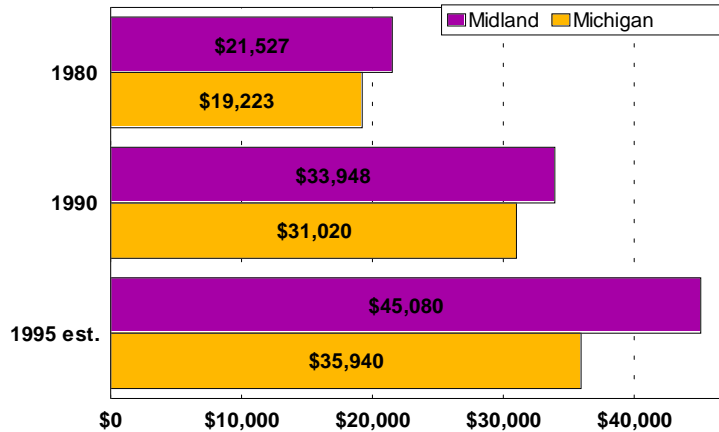 Midland Michigan
$21,527
1980
$19,223
$33,948
1990
$31,020
$45,080
1995 est.
$35,940
$0 $10,000 $20,000 $30,000 $40,000